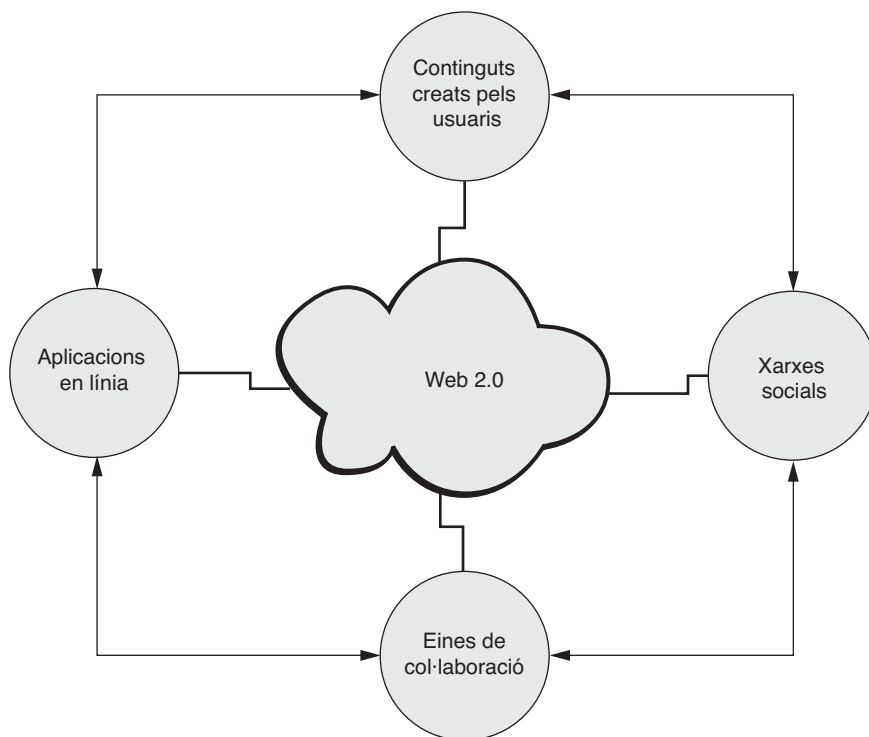 Continguts
creats pels
usuaris
Aplicacions
en línia
Web 2.0
Xarxes
socials
Eines de
col·laboració